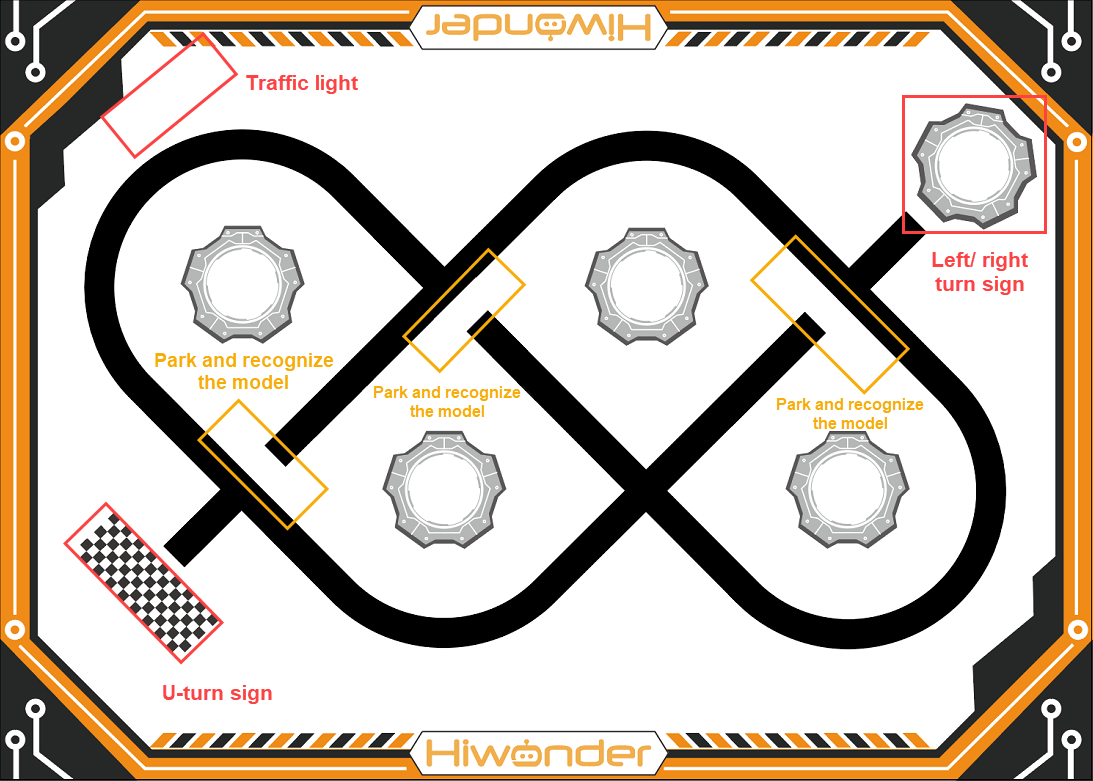 Hiwonder
Traffic light
Left/ right
turn sign
Park and recognize
the model
Park and recognize
the model
Park and recognize
the model
U-turn sign
Hiwonder